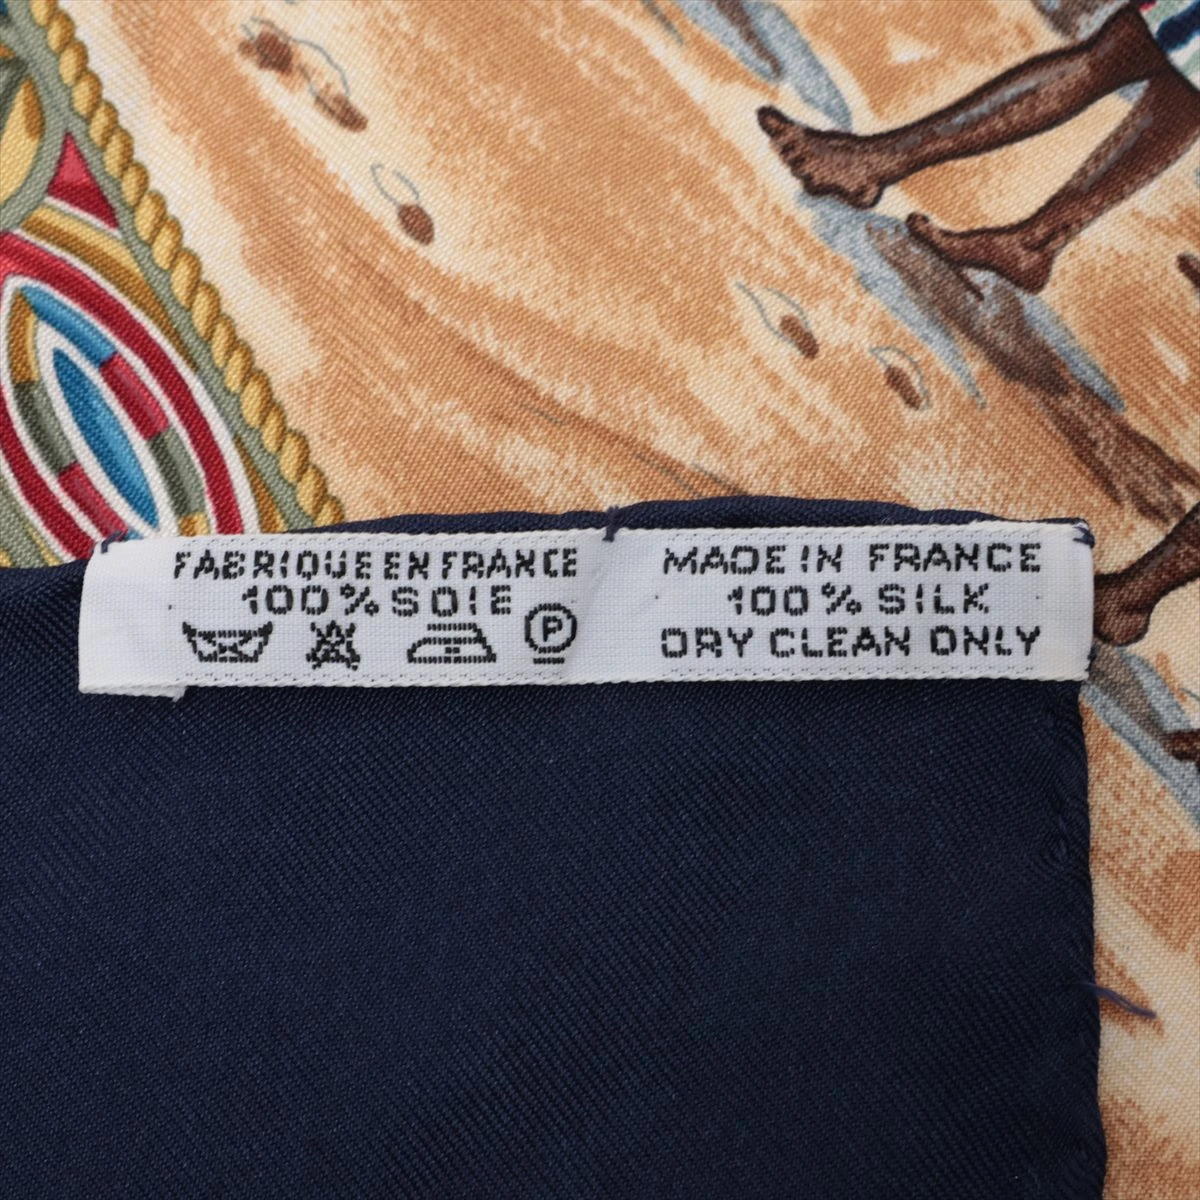 FABRIQUE EN FRANCE
100% SOIE
P
MADE IN FRANCE
100% SILK
DRY CLEAN ONLY